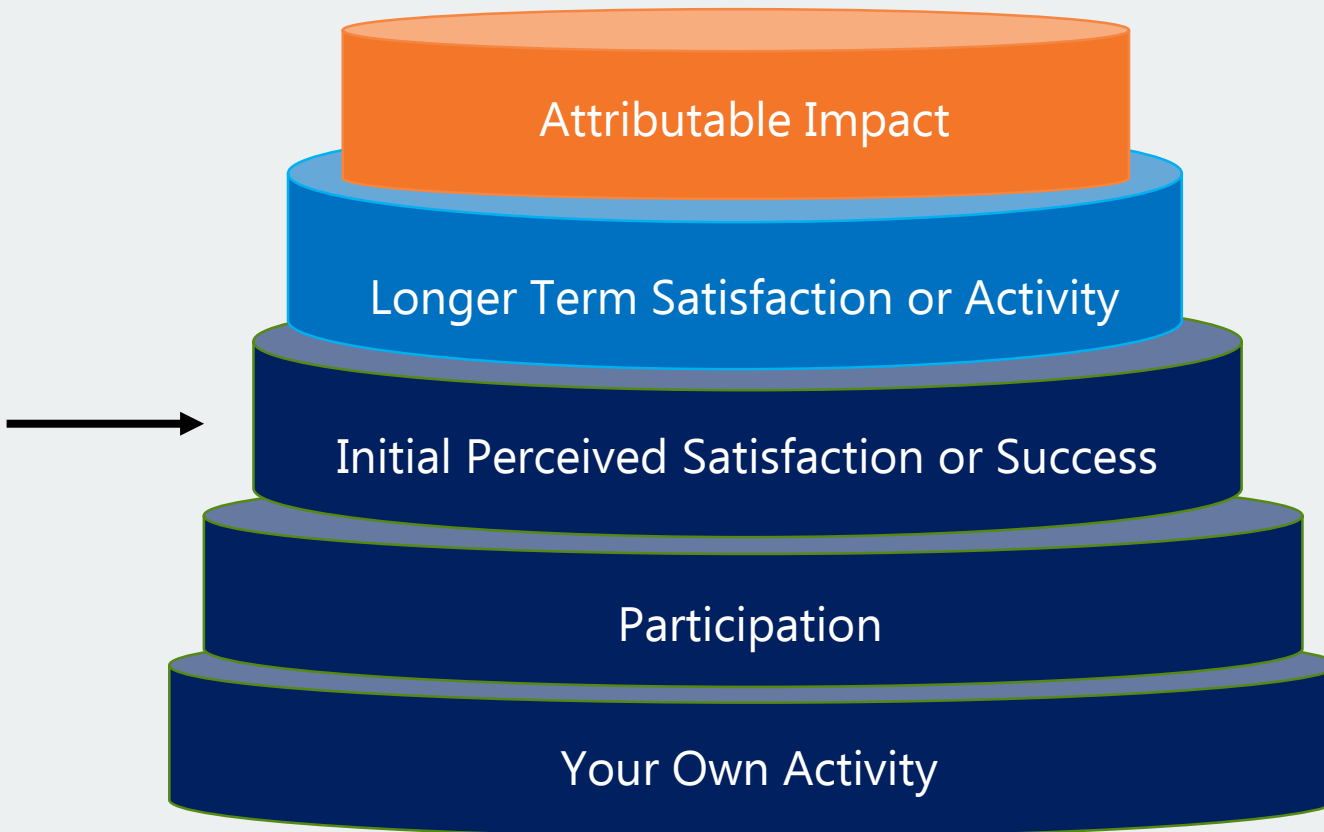 Attributable Impact
Longer Term Satisfaction or Activity
Initial Perceived Satisfaction or Success
Participation
Your Own Activity